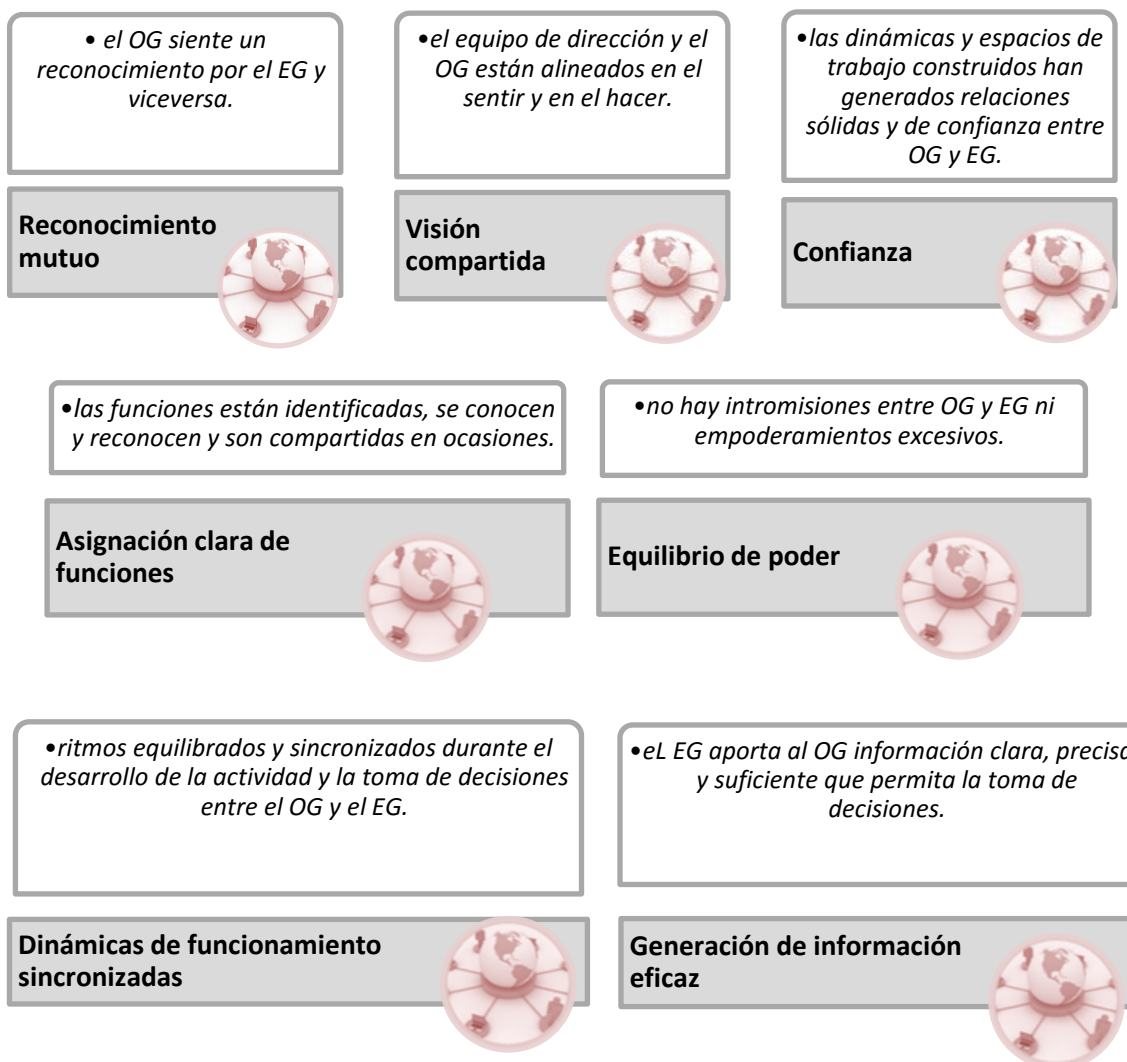 • el OG siente un
reconocimiento por el EG y
viceversa.
Reconocimiento
mutuo
•el equipo de dirección y el
OG están alineados en el
sentir y en el hacer.
Visión
compartida
•las dinámicas y espacios de
trabajo construidos han
generados relaciones
sólidas y de confianza entre
OG y EG.
Confianza
•las funciones están identificadas, se conocen
y reconocen y son compartidas en ocasiones.
Asignación clara de
funciones
•no hay intromisiones entre OG y EG ni
empoderamientos excesivos.
Equilibrio de poder
•ritmos equilibrados y sincronizados durante el
desarrollo de la actividad y la toma de decisiones
entre el OG y el EG.
Dinámicas de funcionamiento
sincronizadas
•eL EG aporta al OG información clara, precisa
y suficiente que permita la toma de
decisiones.
Generación de información
eficaz